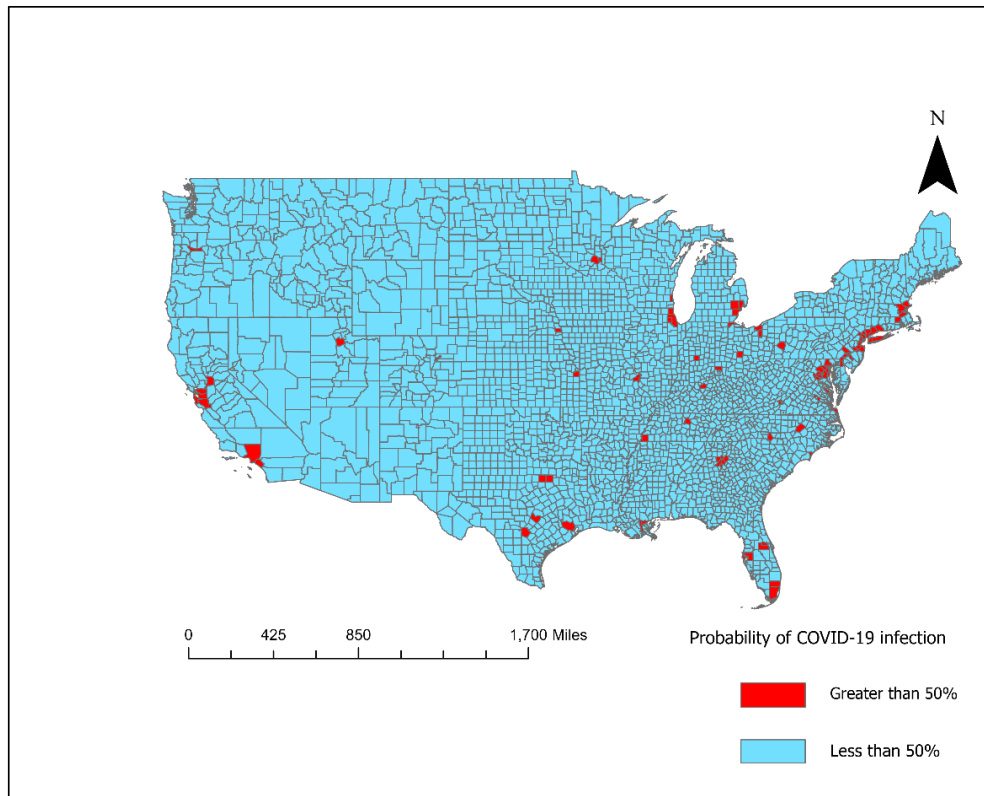 N
0 425 850 1,700 Miles
Probability of COVID-19 infection
Greater than 50%
Less than 50%